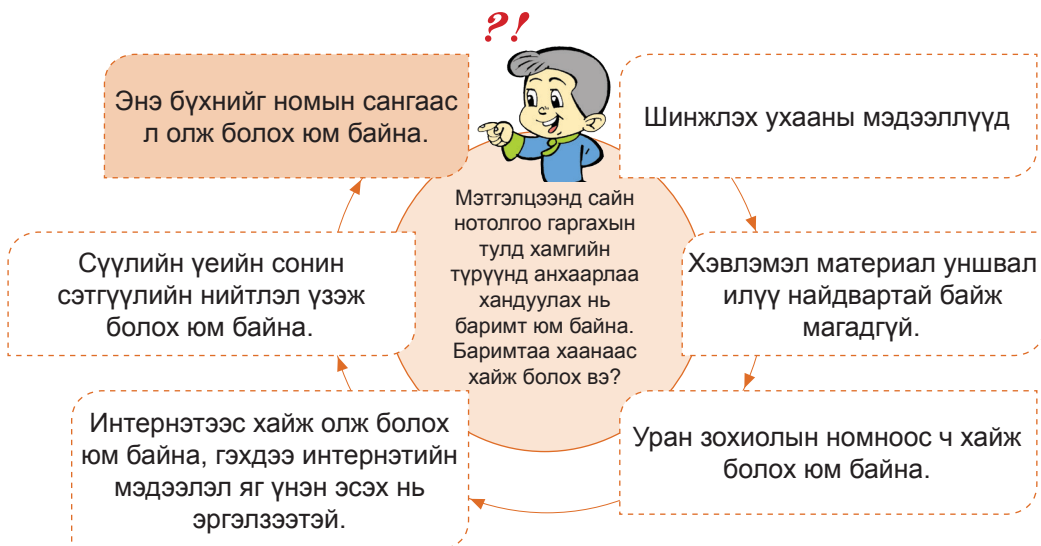 ?!
Мэтгэлцээнд сайн
нотолгоо гаргахын
тулд хамгийн
түрүүнд анхаарлаа
хандуулах нь
баримт юм байна.
Баримтаа хаанаас
хайж болох вэ?
Шинжлэх ухааны мэдээллүүд
Хэвлэмэл материал уншвал
илүү найдвартай байж
магадгүй.
Уран зохиолын номноос ч хайж
болох юм байна.
Интернэтээс хайж олж болох
юм байна, гэхдээ интернэтийн
мэдээлэл яг үнэн эсэх нь
эргэлзээтэй.
Сүүлийн үеийн сонин
сэтгүүлийн нийтлэл үзэж
болох юм байна.
Энэ бүхнийг номын сангаас
л олж болох юм байна.